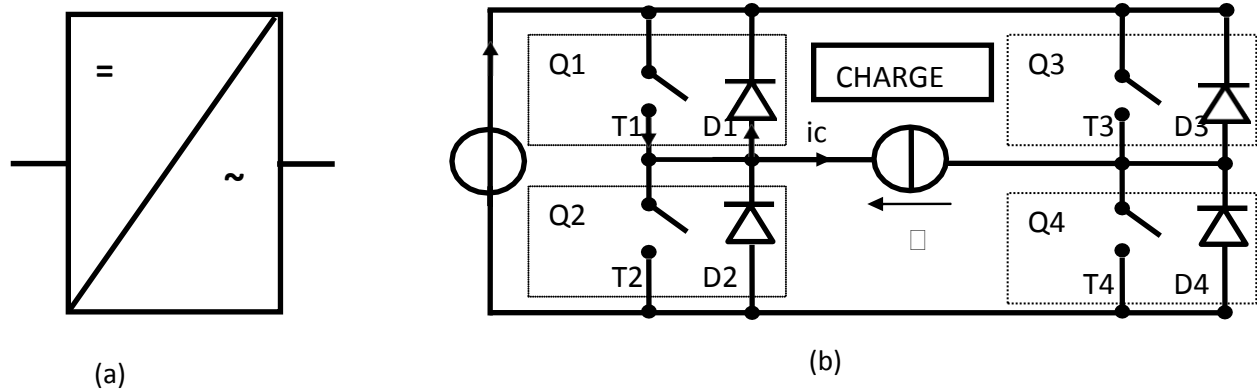 =
~
(a)
Q1
T1
D1
Q2
T2
D2
CHARGE
ic
Q3
T3
D3
Q4
T4
D4
(b)